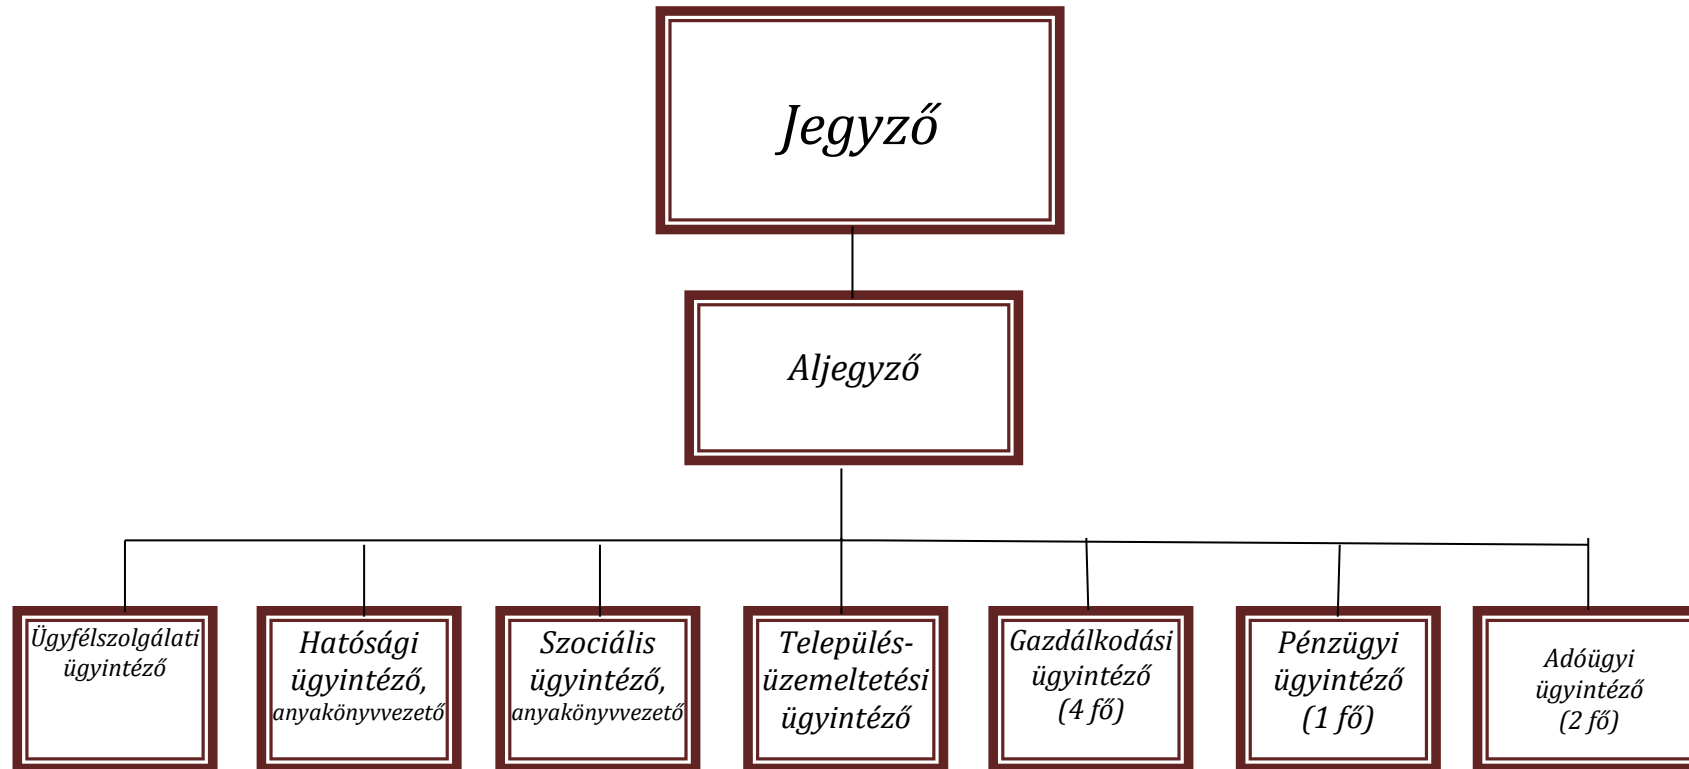 Jegyző
Aljegyző
Ügyfélszolgálati
ügyintéző
Hatósági
ügyintéző,
anyakönyvvezető
Szociális
ügyintéző,
anyakönyvvezető
Település-
üzemeltetési
ügyintéző
Gazdálkodási
ügyintéző
(4 fő)
Pénzügyi
ügyintéző
(1 fő)
Adóügyi
ügyintéző
(2 fő)